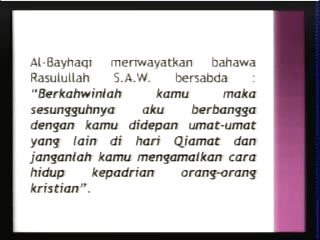 Al-Bayhaqi meriwayatkan bahawa
Rasulullah S.A.W. bersabda :
"Berkahwinlah kamu maka
sesungguhnya aku berbangga
dengan kamu didepan umat-umat
yang lain di hari Qiamat dan
janganlah kamu mengamalkan cara
hidup kepadrian orang-orang
kristian".